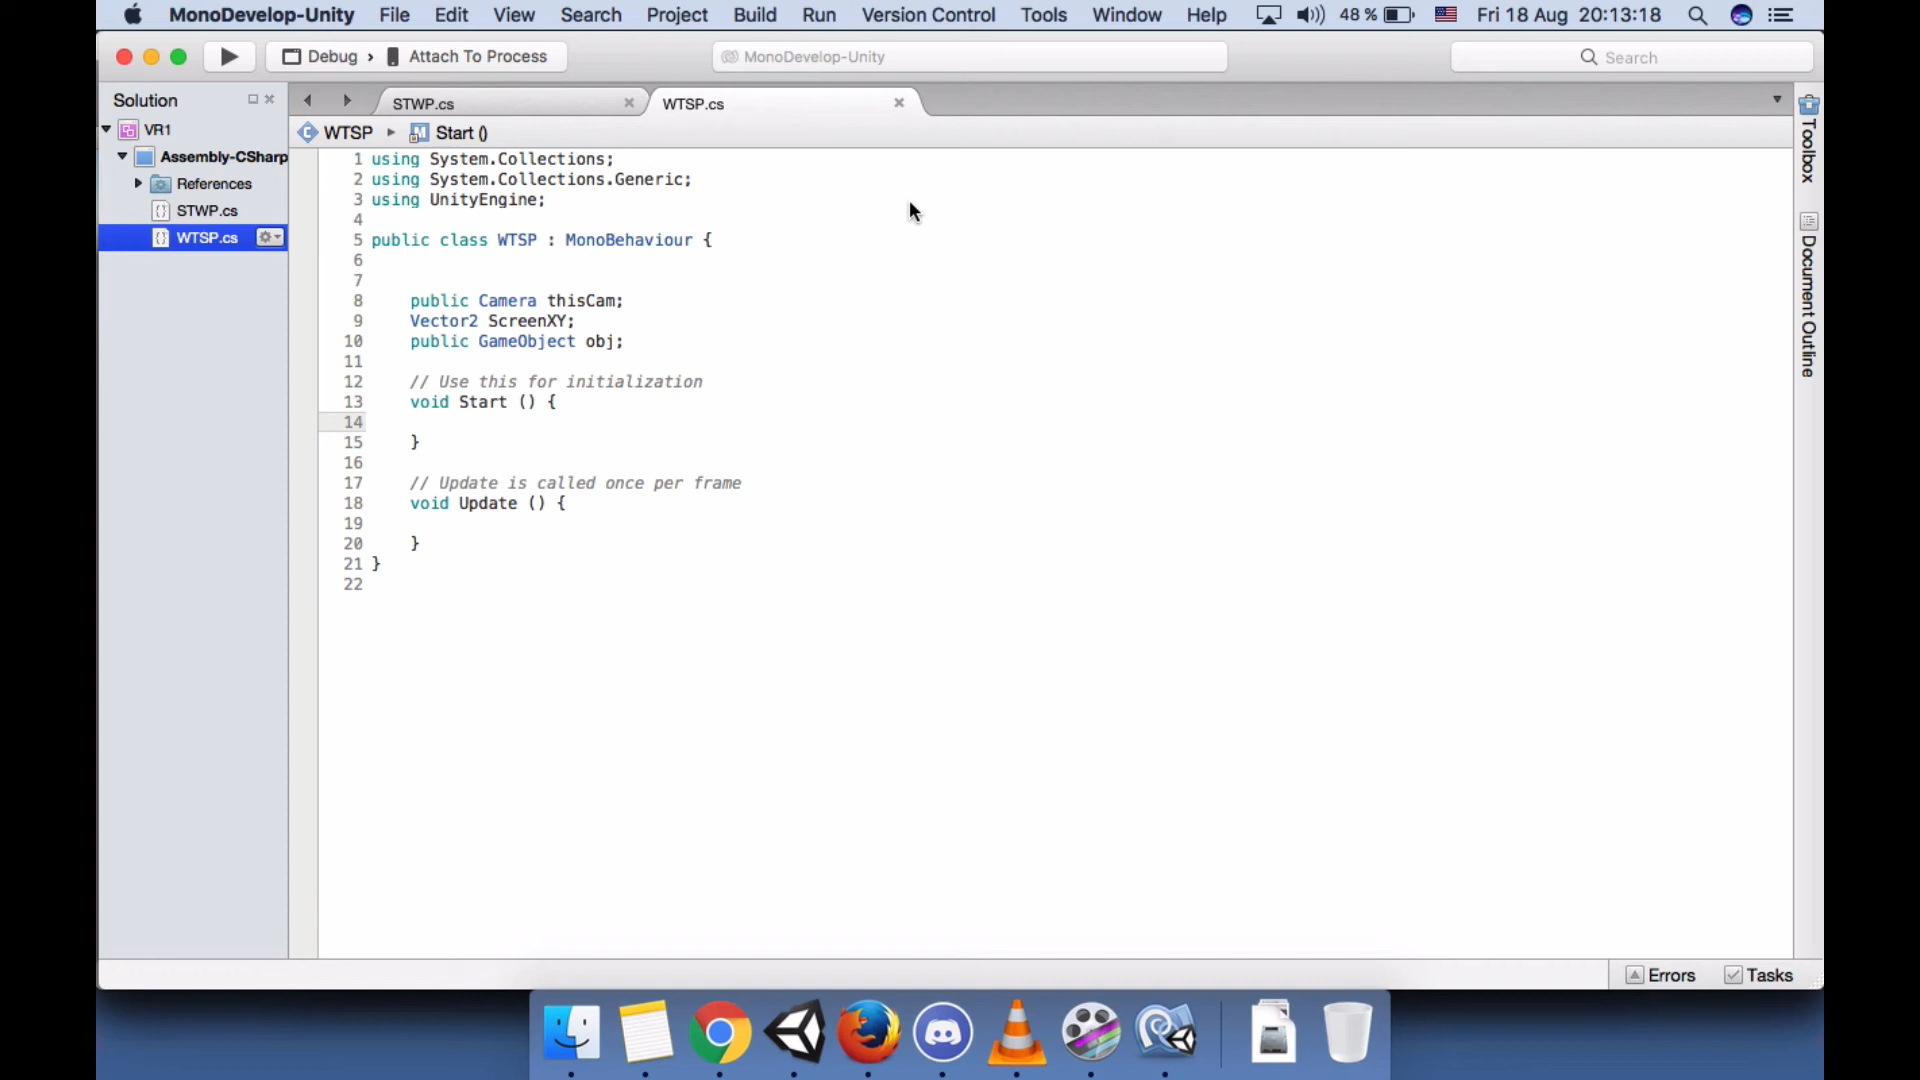 MonoDevelop-Unity File Edit View Search Project Build Run Version Control Tools Window Help 48 % Fri 18 Aug 20:13:18
Debug › Attach To Process MonoDevelop-Unity Search
Solution
VR1
Assembly-CSharp
References
STWP.cs
WTSP.cs
STWP.cs WTSP.cs
WTSP Start ()
1 using System.Collections;
2 using System.Collections.Generic;
3 using UnityEngine;
4
5 public class WTSP : MonoBehaviour {
6
7
8 public Camera thisCam;
9 Vector2 ScreenXY;
10 public GameObject obj;
11
12 // Use this for initialization
13 void Start () {
14
15 }
16
17 // Update is called once per frame
18 void Update () {
19
20 }
21 }
22
Toolbox
Document Outline
Errors Tasks